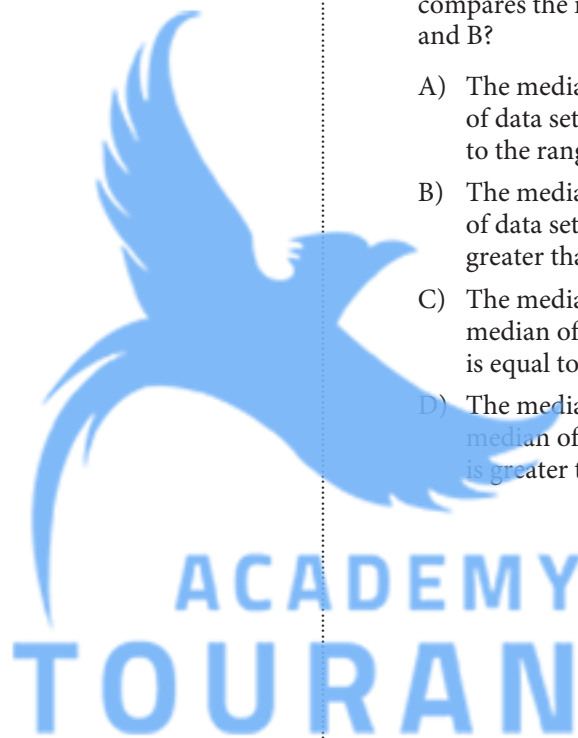 compares the
and B?
A) The media
of data set
to the rang
B) The media
of data set
greater tha
C) The media
median of
is equal to
D) The media
median of
is greater t
ACADEMY
TOURAN